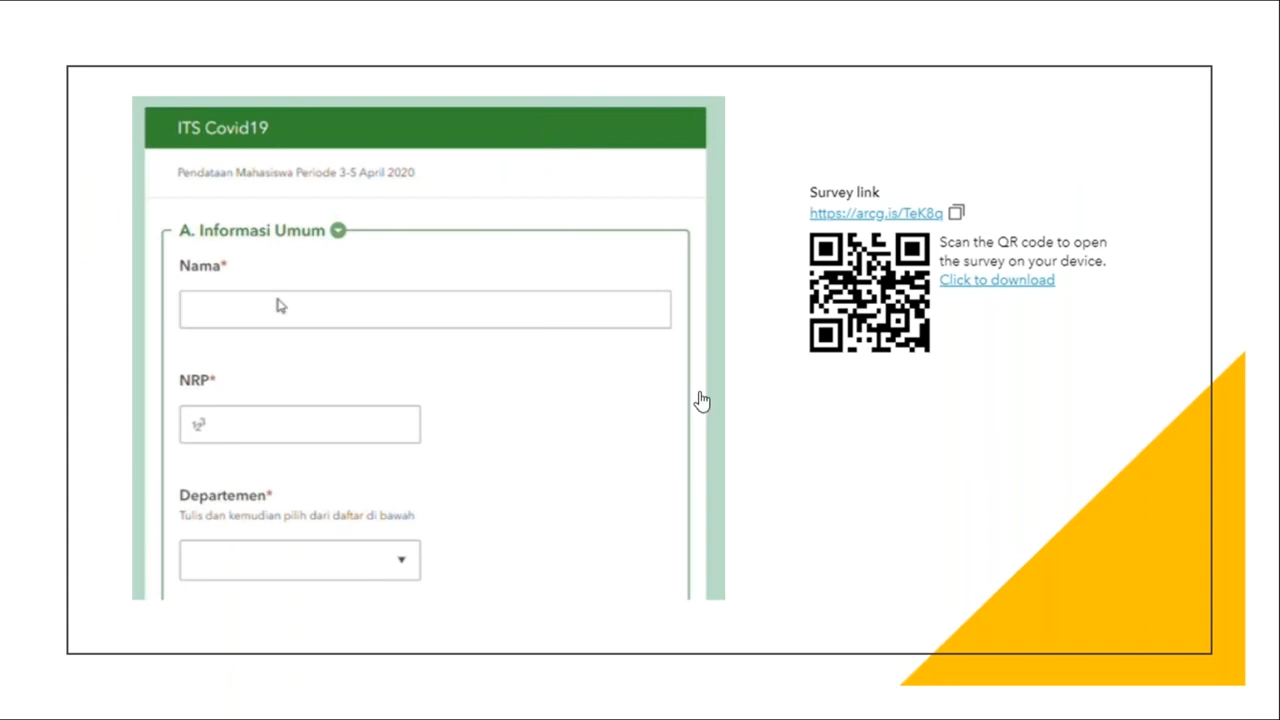 ITS Covid19
Pendataan Mahasiswa Periode 3-5 April 2020
A. Informasi Umum
Nama*
NRP*
123
Departemen*
Tulis dan kemudian pilih dari daftar di bawah
Survey link
https://arcg.is/TeK8q
Scan the QR code to open
the survey on your device.
Click to download